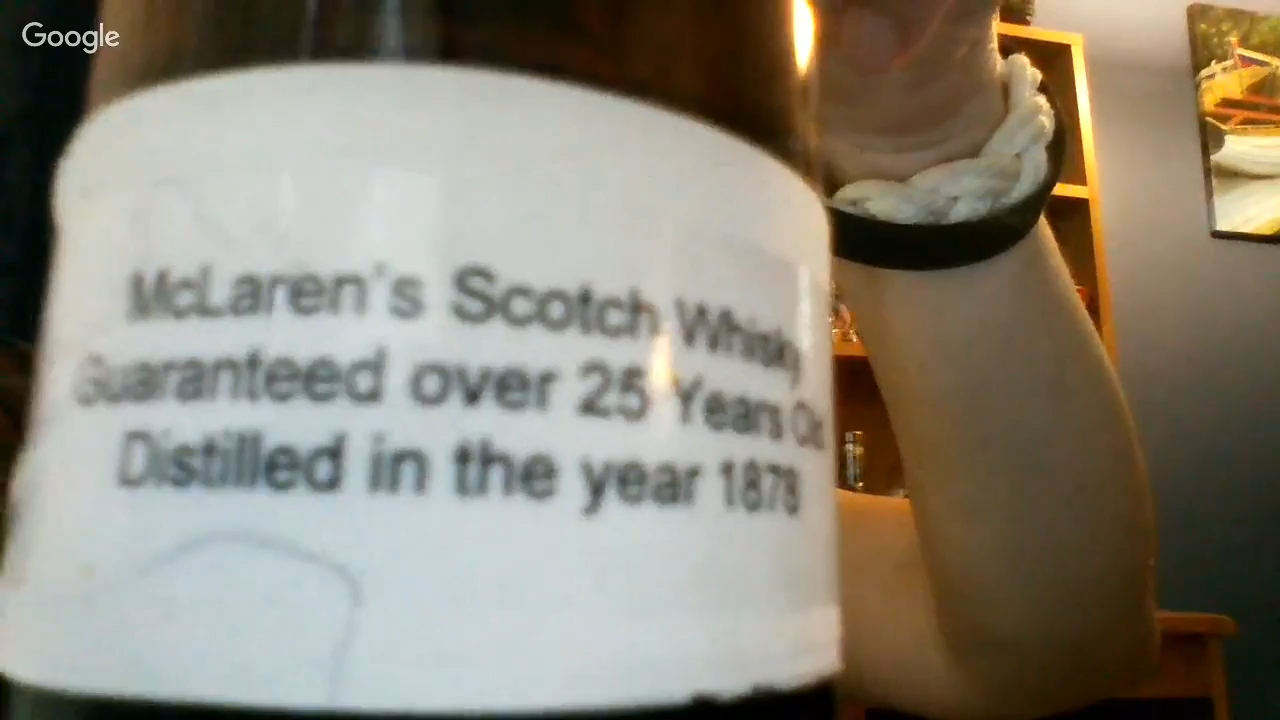 Google
McLaren's Scotch Whisky
Guaranteed over 25 Years
Distilled in the year 1878